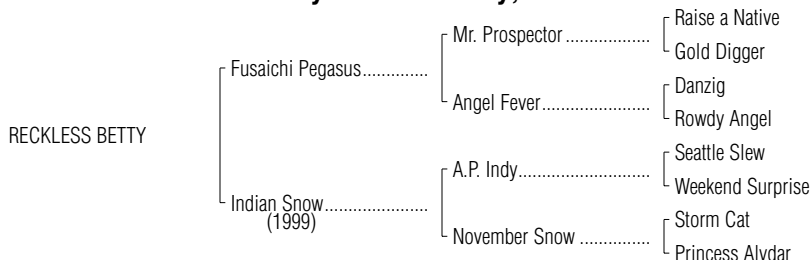 Raise a Native
Mr. Prospector ....................
Gold Digger
Fusaichi Pegasus..............
Danzig
Angel Fever.........................
Rowdy Angel
RECKLESS BETTY
Seattle Slew
A.P. Indy...............................
Weekend Surprise
Indian Snow......................
(1999)
Storm Cat
November Snow ................
Princess Alydar